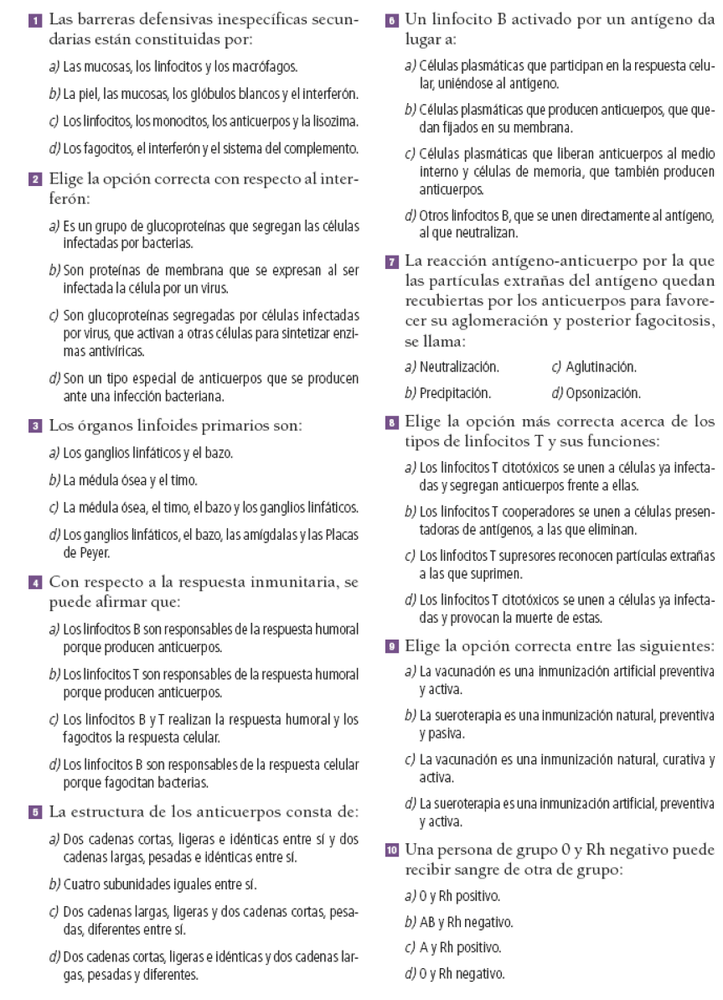 1 Las barreras defensivas inespecíficas secun-
darias están constituidas por:
a) Las mucosas, los linfocitos y los macrófagos.
b) La piel, las mucosas, los glóbulos blancos y el interferón.
c) Los linfocitos, los monocitos, los anticuerpos y la lisozima.
d) Los fagocitos, el interferón y el sistema del complemento.
2 Elige la opción correcta con respecto al inter-
ferón:
a) Es un grupo de glucoproteínas que segregan las células
infectadas por bacterias.
b) Son proteínas de membrana que se expresan al ser
infectada la célula por un virus.
c) Son glucoproteínas segregadas por células infectadas
por virus, que activan a otras células para sintetizar enzi-
mas antivíricas.
d) Son un tipo especial de anticuerpos que se producen
ante una infección bacteriana.
3 Los órganos linfoides primarios son:
a) Los ganglios linfáticos y el bazo.
b) La médula ósea y el timo.
c) La médula ósea, el timo, el bazo y los ganglios linfáticos.
d) Los ganglios linfáticos, el bazo, las amígdalas y las Placas
de Peyer.
4 Con respecto a la respuesta inmunitaria, se
puede afirmar que:
a) Los linfocitos B son responsables de la respuesta humoral
porque producen anticuerpos.
b) Los linfocitos T son responsables de la respuesta humoral
porque producen anticuerpos.
c) Los linfocitos B y T realizan la respuesta humoral y los
fagocitos la respuesta celular.
d) Los linfocitos B son responsables de la respuesta celular
porque fagocitan bacterias.
5 La estructura de los anticuerpos consta de:
a) Dos cadenas cortas, ligeras e idénticas entre sí y dos
cadenas largas, pesadas e idénticas entre sí.
b) Cuatro subunidades iguales entre sí.
c) Dos cadenas largas, ligeras y dos cadenas cortas, pesa-
das, diferentes entre sí.
d) Dos cadenas cortas, ligeras e idénticas y dos cadenas lar-
gas, pesadas y diferentes.
6 Un linfocito B activado por un antígeno da
lugar a:
a) Células plasmáticas que participan en la respuesta celu-
lar, uniéndose al antígeno.
b) Células plasmáticas que producen anticuerpos, que que-
dan fijados en su membrana.
c) Células plasmáticas que liberan anticuerpos al medio
interno y células de memoria, que también producen
anticuerpos.
d) Otros linfocitos B, que se unen directamente al antígeno,
al que neutralizan.
7 La reacción antígeno-anticuerpo por la que
las partículas extrañas del antígeno quedan
recubiertas por los anticuerpos para favore-
cer su aglomeración y posterior fagocitosis,
se llama:
a) Neutralización. c) Aglutinación.
b) Precipitación. d) Opsonización.
8 Elige la opción más correcta acerca de los
tipos de linfocitos T y sus funciones:
a) Los linfocitos T citotóxicos se unen a células ya infecta-
das y segregan anticuerpos frente a ellas.
b) Los linfocitos T cooperadores se unen a células presen-
tadoras de antígenos, a las que eliminan.
c) Los linfocitos T supresores reconocen partículas extrañas
a las que suprimen.
d) Los linfocitos T citotóxicos se unen a células ya infecta-
das y provocan la muerte de estas.
9 Elige la opción correcta entre las siguientes:
a) La vacunación es una inmunización artificial preventiva
y activa.
b) La sueroterapia es una inmunización natural, preventiva
y pasiva.
c) La vacunación es una inmunización natural, curativa y
activa.
d) La sueroterapia es una inmunización artificial, preventiva
y activa.
10 Una persona de grupo 0 y Rh negativo puede
recibir sangre de otra de grupo:
a) 0 y Rh positivo.
b) AB y Rh negativo.
c) A y Rh positivo.
d) 0 y Rh negativo.